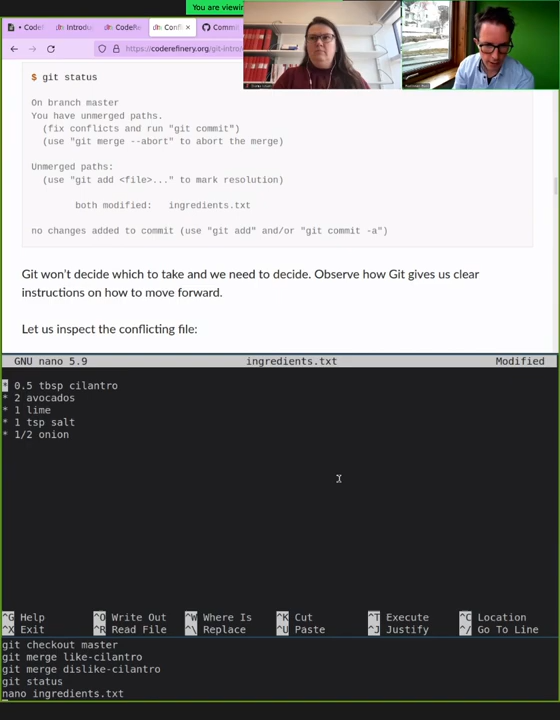 You are viewin
Codel
Introdu
CodeRe
Confl
Commi
https://coderefinery.org/git-intro/
$ git status
On branch master
You have unmerged paths.
(fix conflicts and run "git commit")
(use "git merge --abort" to abort the merge)
Unmerged paths:
(use "git add <file>..." to mark resolution)
both modified:   ingredients.txt
no changes added to commit (use "git add" and/or "git commit -a")
Git won't decide which to take and we need to decide. Observe how Git gives us clear
instructions on how to move forward.
Let us inspect the conflicting file:
GNU nano 5.9 ingredients.txt Modified
* 0.5 tbsp cilantro
* 2 avocados
* 1 lime
* 1 tsp salt
* 1/2 onion
^G Help ^O Write Out ^W Where Is ^K Cut ^T Execute ^C Location
^X Exit ^R Read File ^\ Replace ^U Paste ^J Justify ^/ Go To Line
git checkout master
git merge like-cilantro
git merge dislike-cilantro
git status
nano ingredients.txt